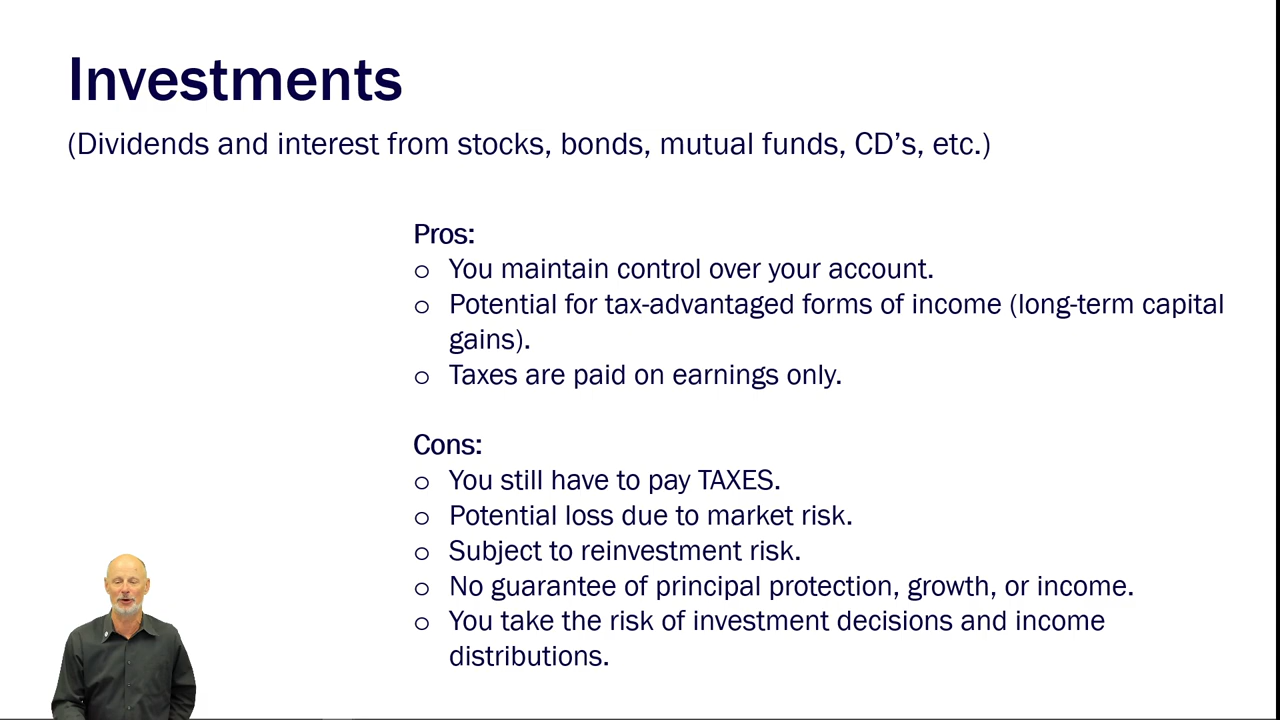 Investments
(Dividends and interest from stocks, bonds, mutual funds, CD’s, etc.)
Pros:
o You maintain control over your account.
o Potential for tax-advantaged forms of income (long-term capital
gains).
o Taxes are paid on earnings only.
Cons:
o You still have to pay TAXES.
o Potential loss due to market risk.
o Subject to reinvestment risk.
o No guarantee of principal protection, growth, or income.
o You take the risk of investment decisions and income
distributions.